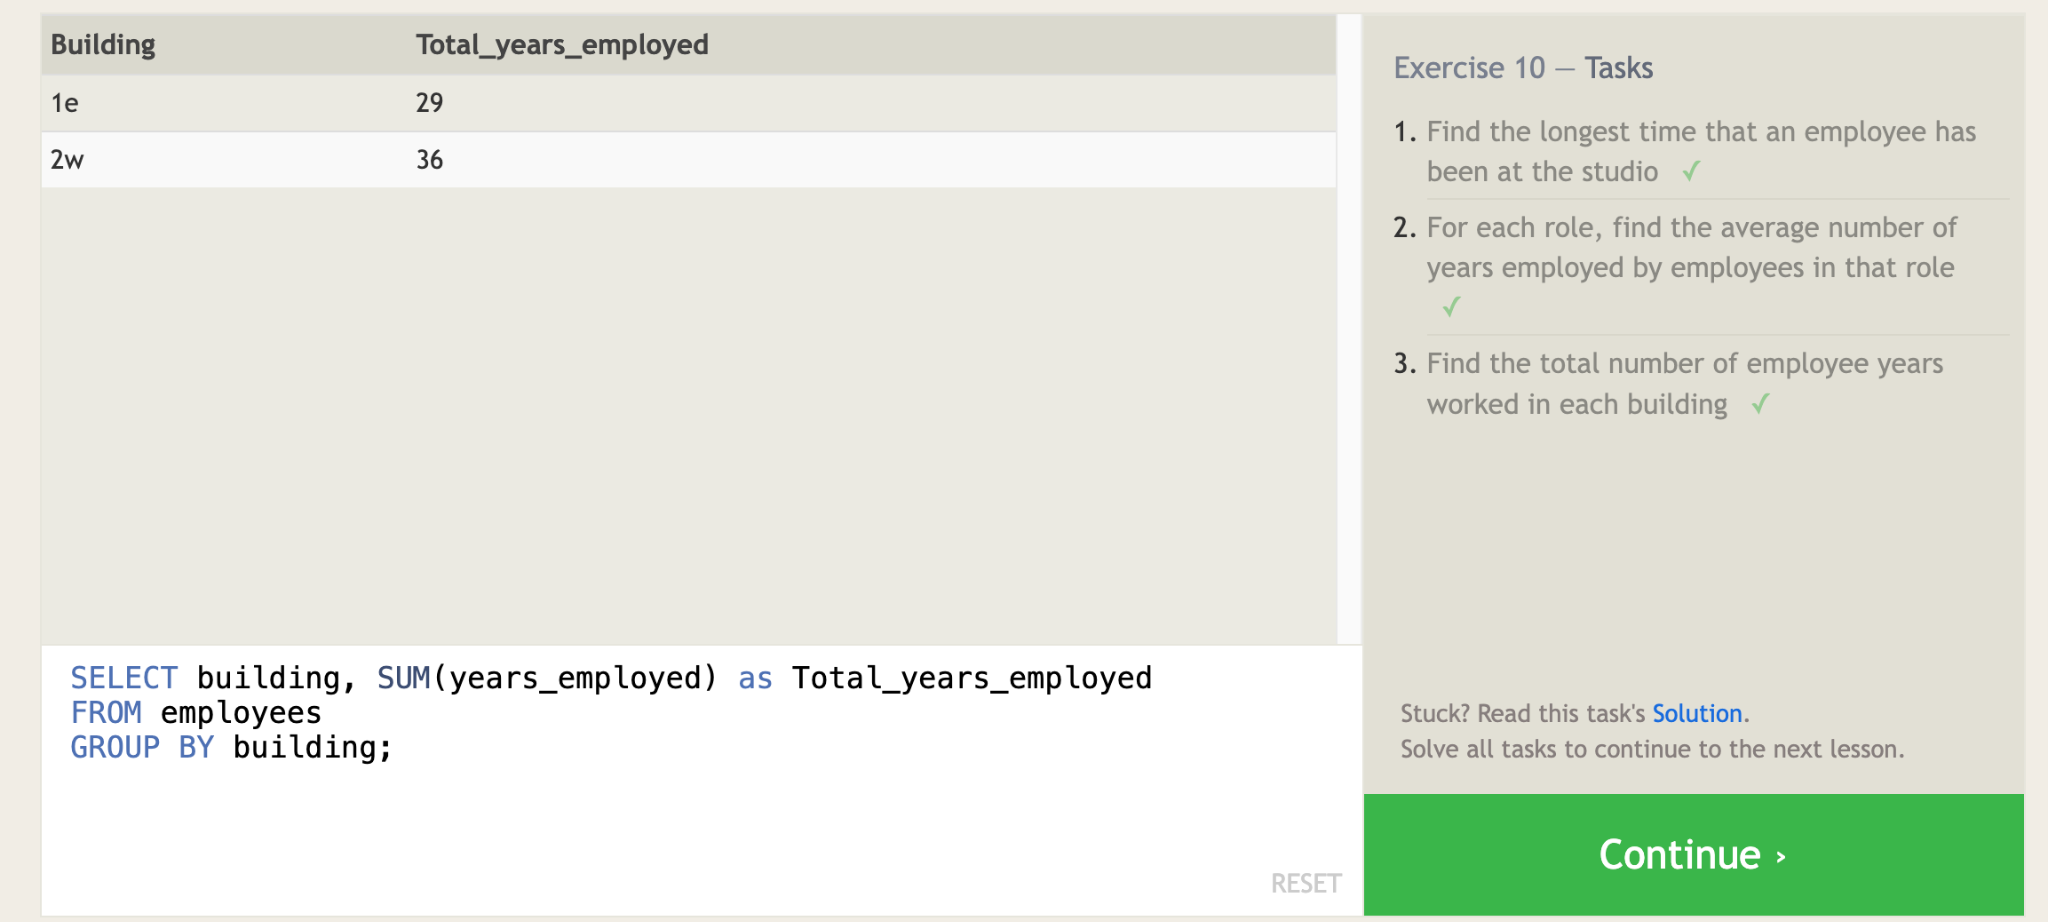 Building Total_years_employed
1e 29
2w 36
SELECT building, SUM(years_employed) as Total_years_employed
FROM employees
GROUP BY building;
RESET
Exercise 10 — Tasks
1. Find the longest time that an employee has
been at the studio ✓
2. For each role, find the average number of
years employed by employees in that role
✓
3. Find the total number of employee years
worked in each building ✓
Stuck? Read this task's Solution.
Solve all tasks to continue to the next lesson.
Continue ›